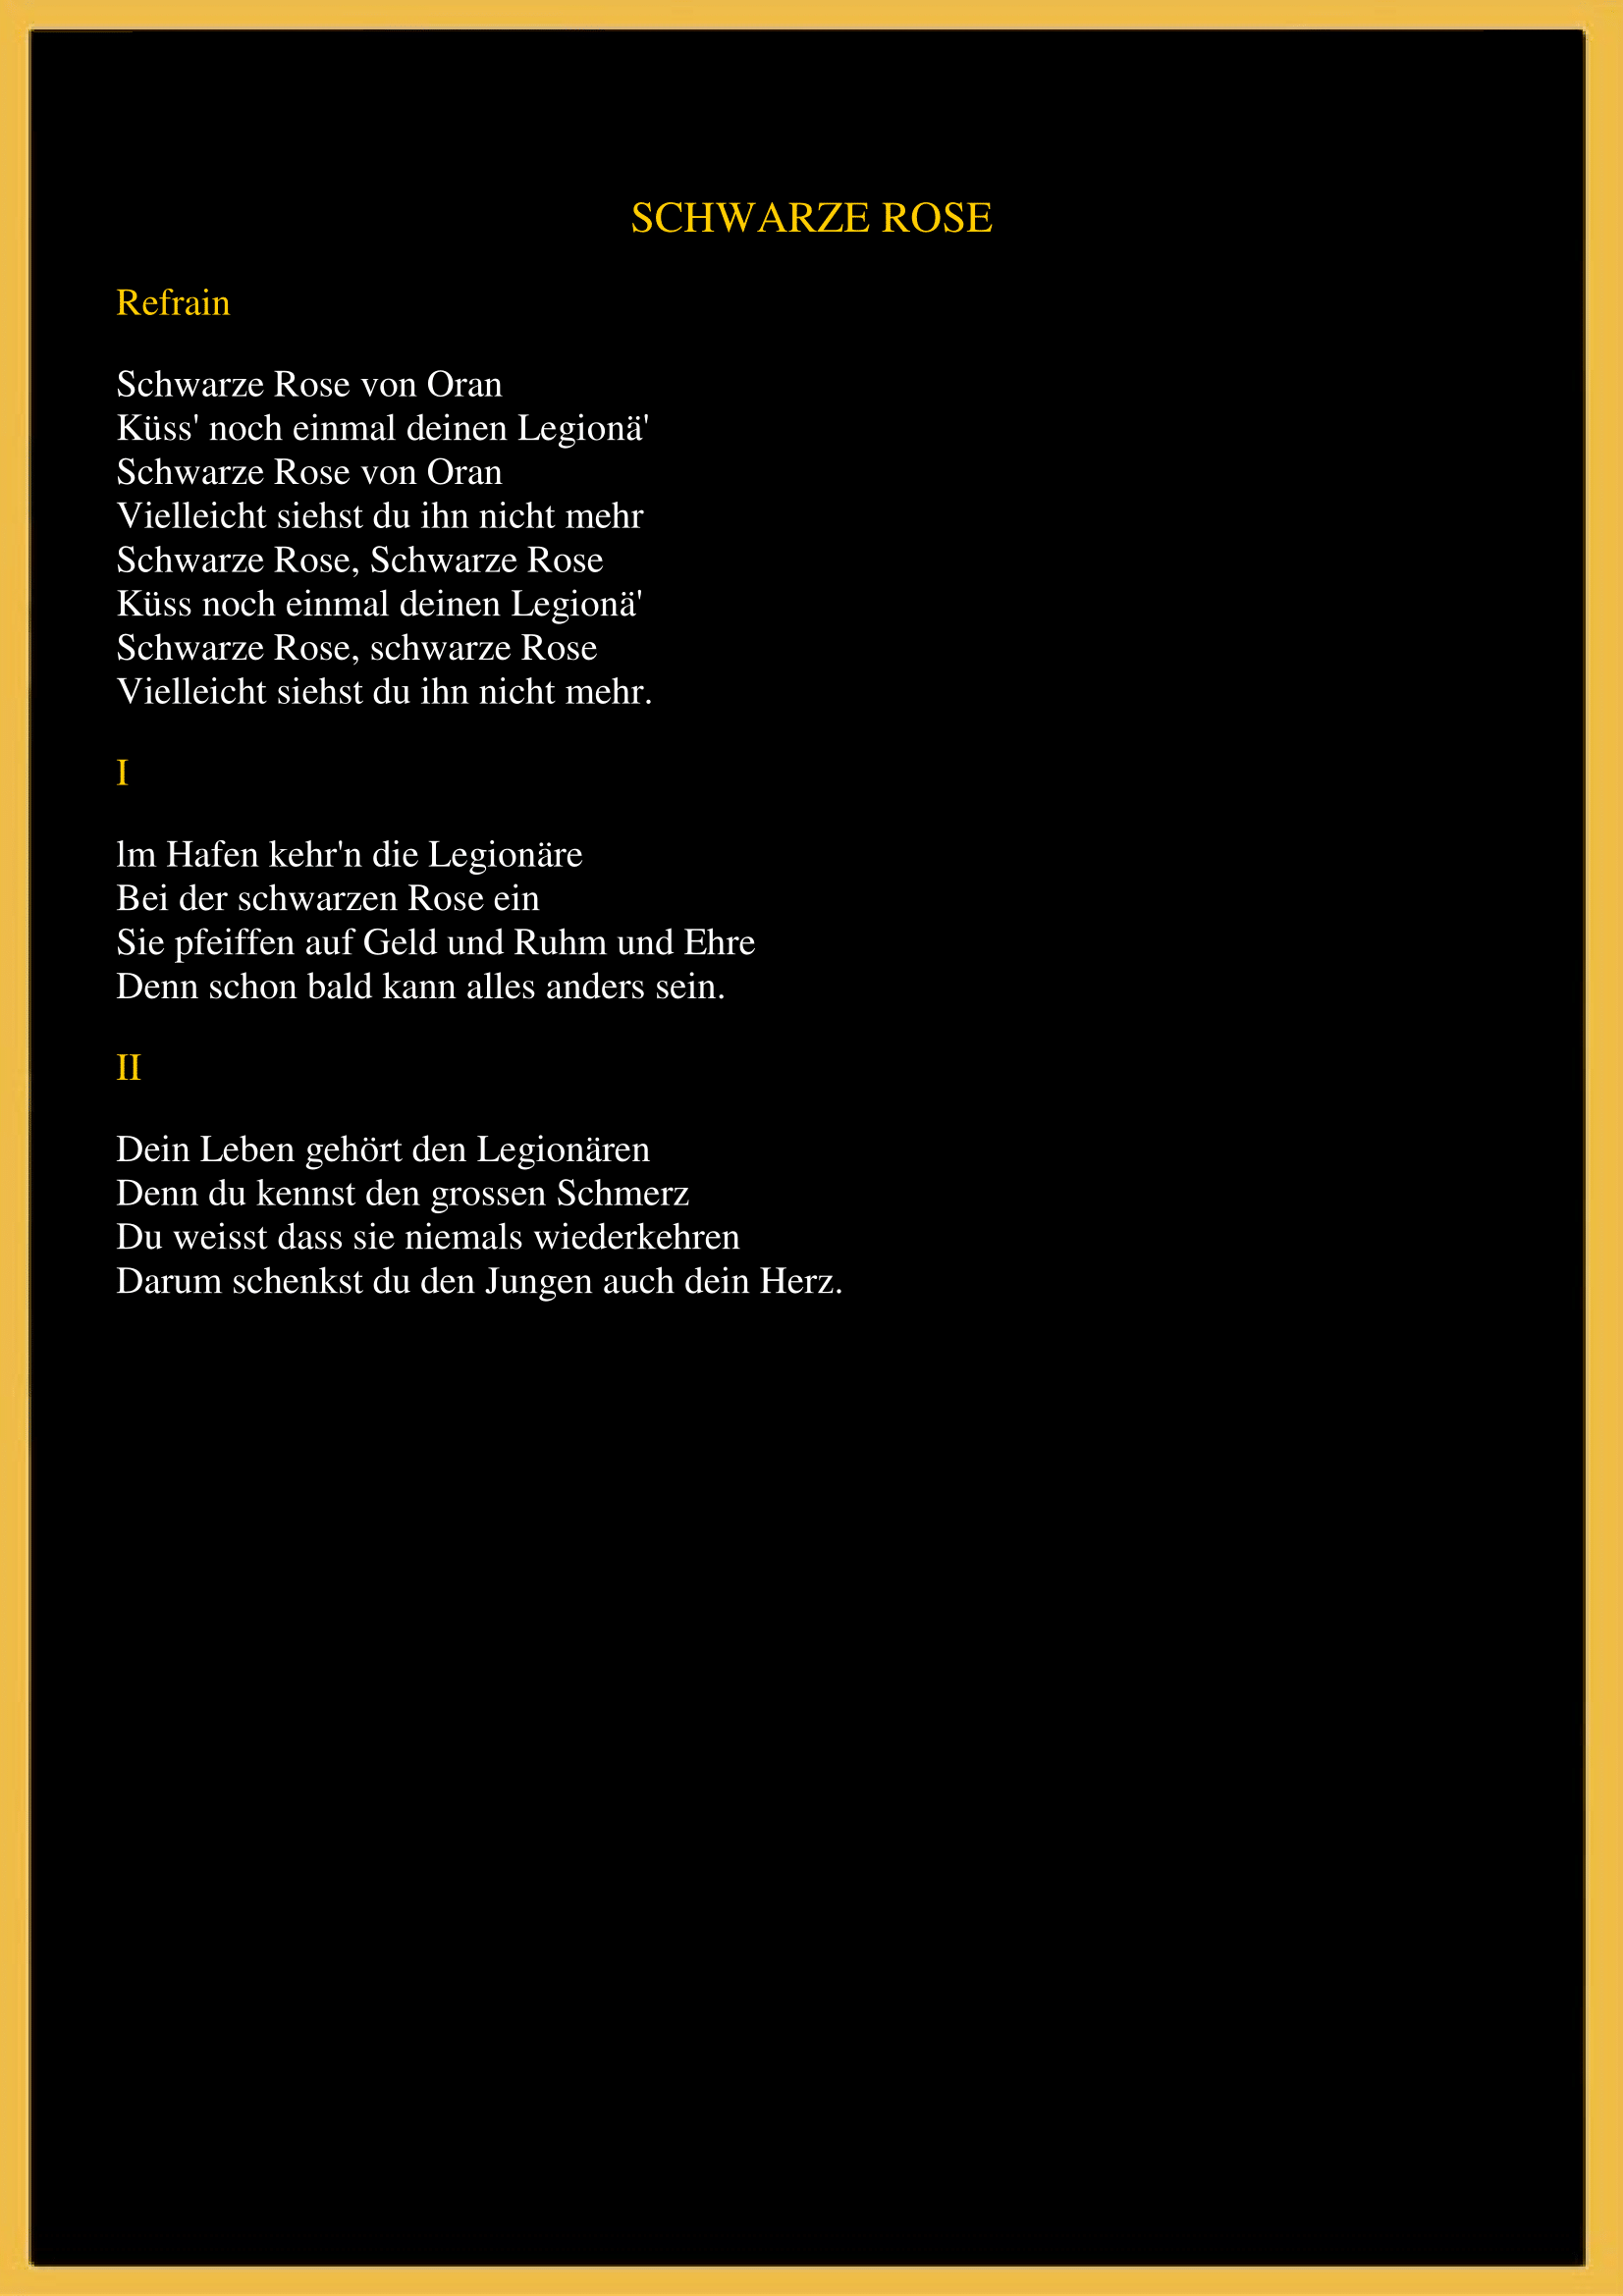 SCHWARZE ROSE
Refrain
Schwarze Rose von Oran
Küss' noch einmal deinen Legionä'
Schwarze Rose von Oran
Vielleicht siehst du ihn nicht mehr
Schwarze Rose, Schwarze Rose
Küss noch einmal deinen Legionä'
Schwarze Rose, schwarze Rose
Vielleicht siehst du ihn nicht mehr.
I
lm Hafen kehr'n die Legionäre
Bei der schwarzen Rose ein
Sie pfeiffen auf Geld und Ruhm und Ehre
Denn schon bald kann alles anders sein.
II
Dein Leben gehört den Legionären
Denn du kennst den grossen Schmerz
Du weisst dass sie niemals wiederkehren
Darum schenkst du den Jungen auch dein Herz.